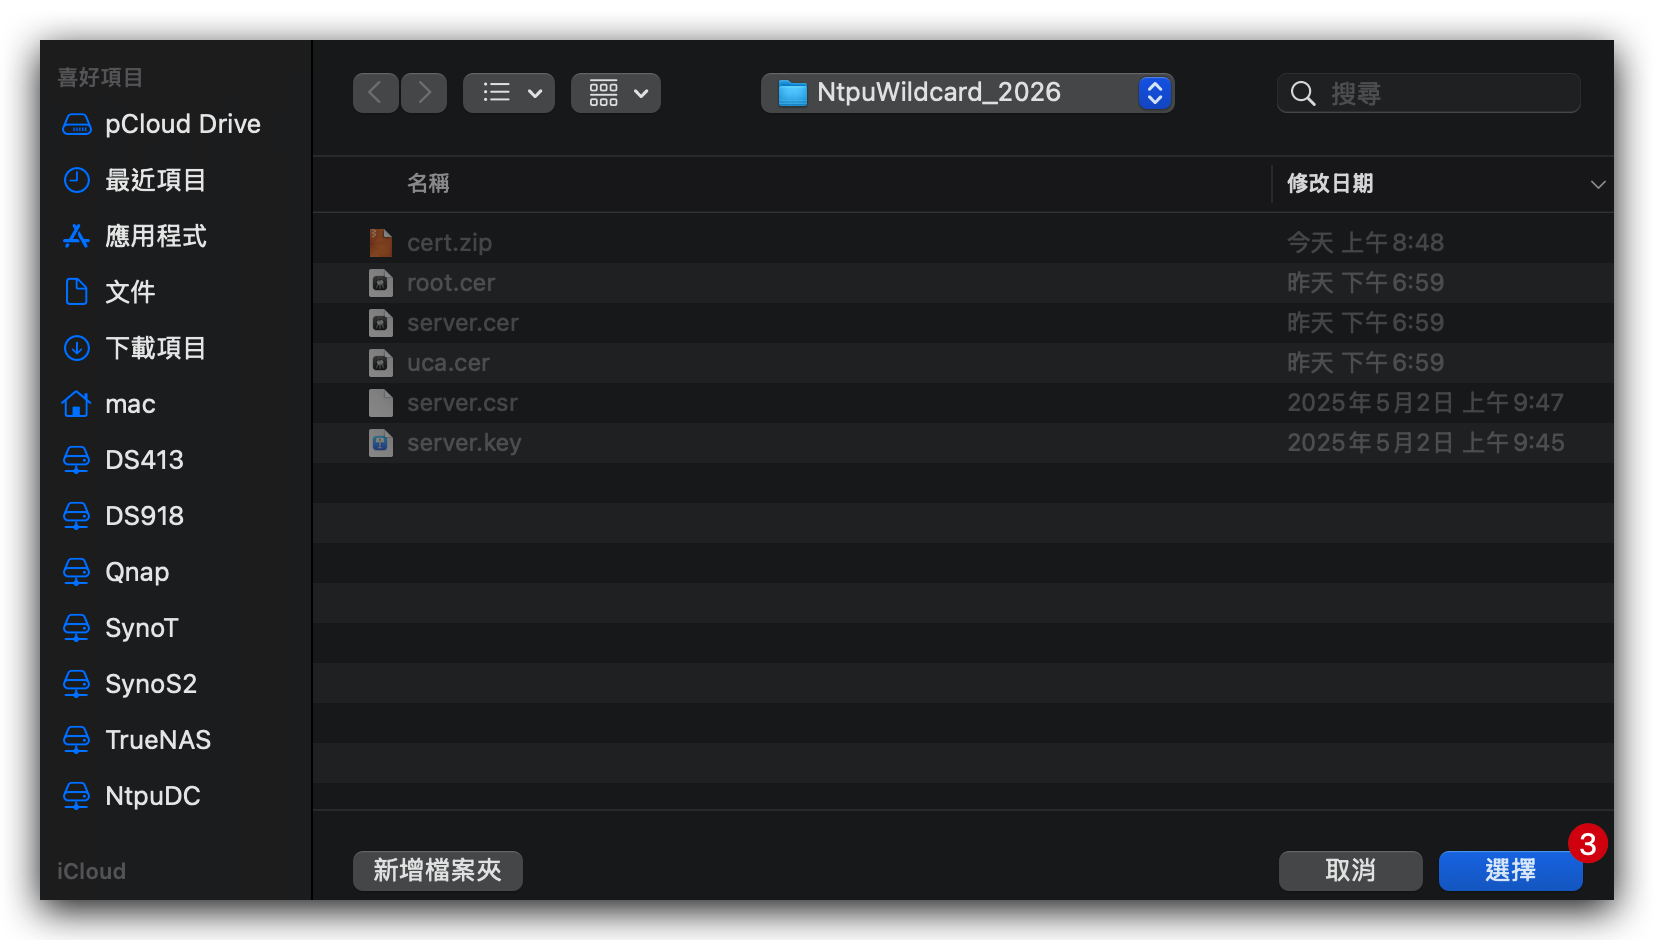 喜好項目
pCloud Drive
最近項目
應用程式
文件
下載項目
mac
DS413
DS918
Qnap
SynoT
SynoS2
TrueNAS
NtpuDC
iCloud
NtpuWildcard_2026
搜尋
名稱 修改日期
cert.zip 今天 上午8:48
root.cer 昨天 下午6:59
server.cer 昨天 下午6:59
uca.cer 昨天 下午6:59
server.csr 2025年5月2日 上午9:47
server.key 2025年5月2日 上午9:45
新增檔案夾 取消 選擇
3